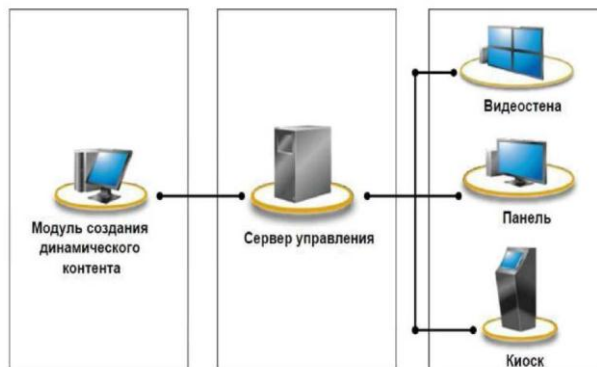 Модуль создания
динамического
контента
Сервер управления
Видеостена
Панель
Киоск